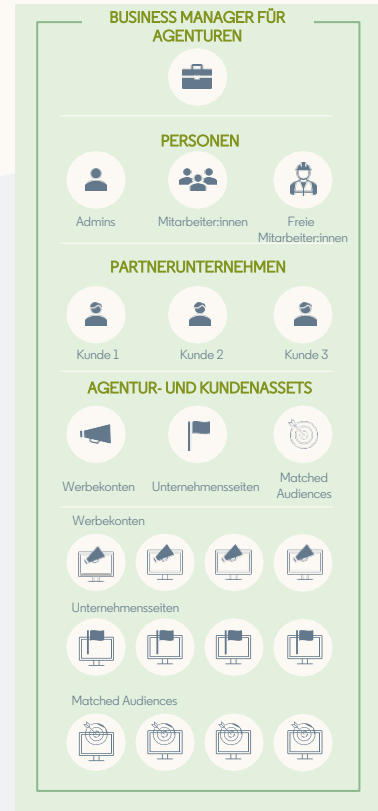 BUSINESS MANAGER FÜR
AGENTUREN
PERSONEN
Admins
Mitarbeiter:innen
Freie
Mitarbeiter:innen
PARTNERUNTERNEHMEN
Kunde 1
Kunde 2
Kunde 3
AGENTUR- UND KUNDENASSETS
Werbekonten
Unternehmensseiten
Matched
Audiences
Werbekonten
Unternehmensseiten
Matched Audiences